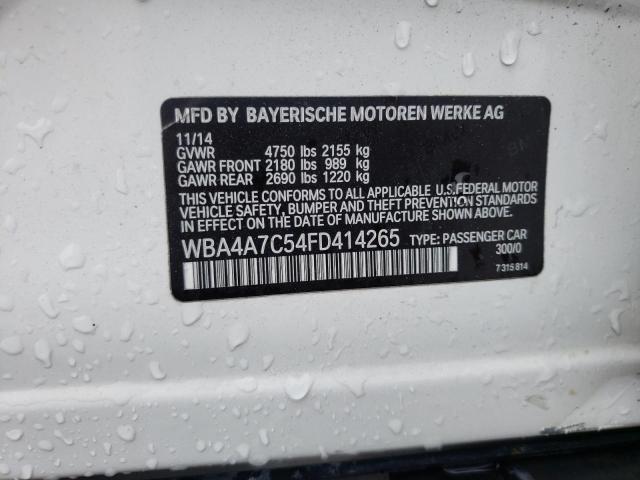 MFD BY BAYERISCHE MOTOREN WERKE AG
11/14
GVWR 4750 lbs 2155 kg
GAWR FRONT 2180 lbs 989 kg
GAWR REAR 2690 lbs 1220 kg
THIS VEHICLE CONFORMS TO ALL APPLICABLE U.S.FEDERAL MOTOR
VEHICLE SAFETY, BUMPER AND THEFT PREVENTION STANDARDS
IN EFFECT ON THE DATE OF MANUFACTURE SHOWN ABOVE.
WBA4A7C54FD414265 TYPE: PASSENGER CAR
300/0
7315814